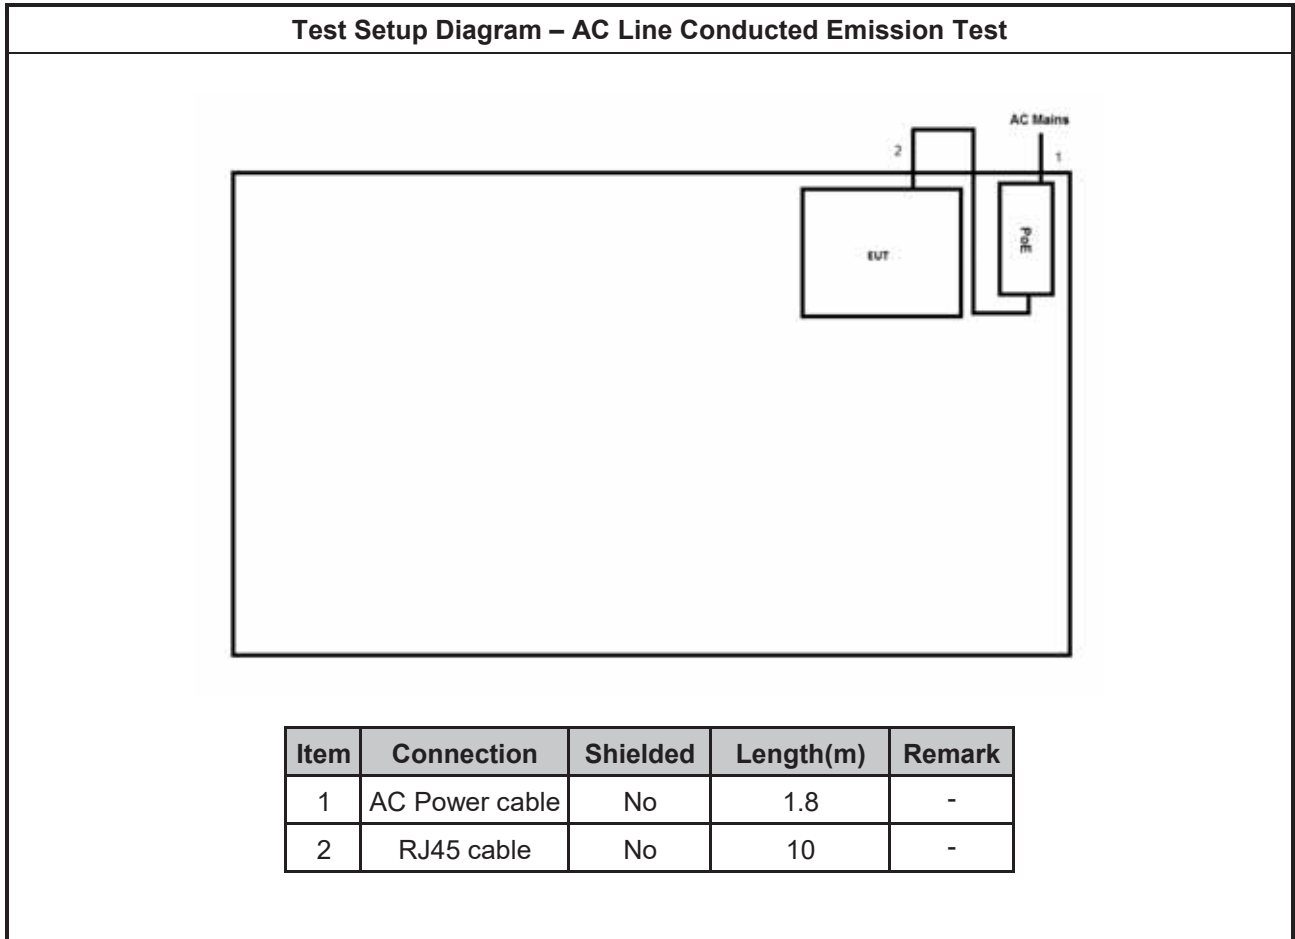 Test Setup Diagram – AC Line Conducted Emission Test
AC Mains
2
1
EUT
PoE
Item Connection Shielded Length(m) Remark
1 AC Power cable No 1.8 -
2 RJ45 cable No 10 -